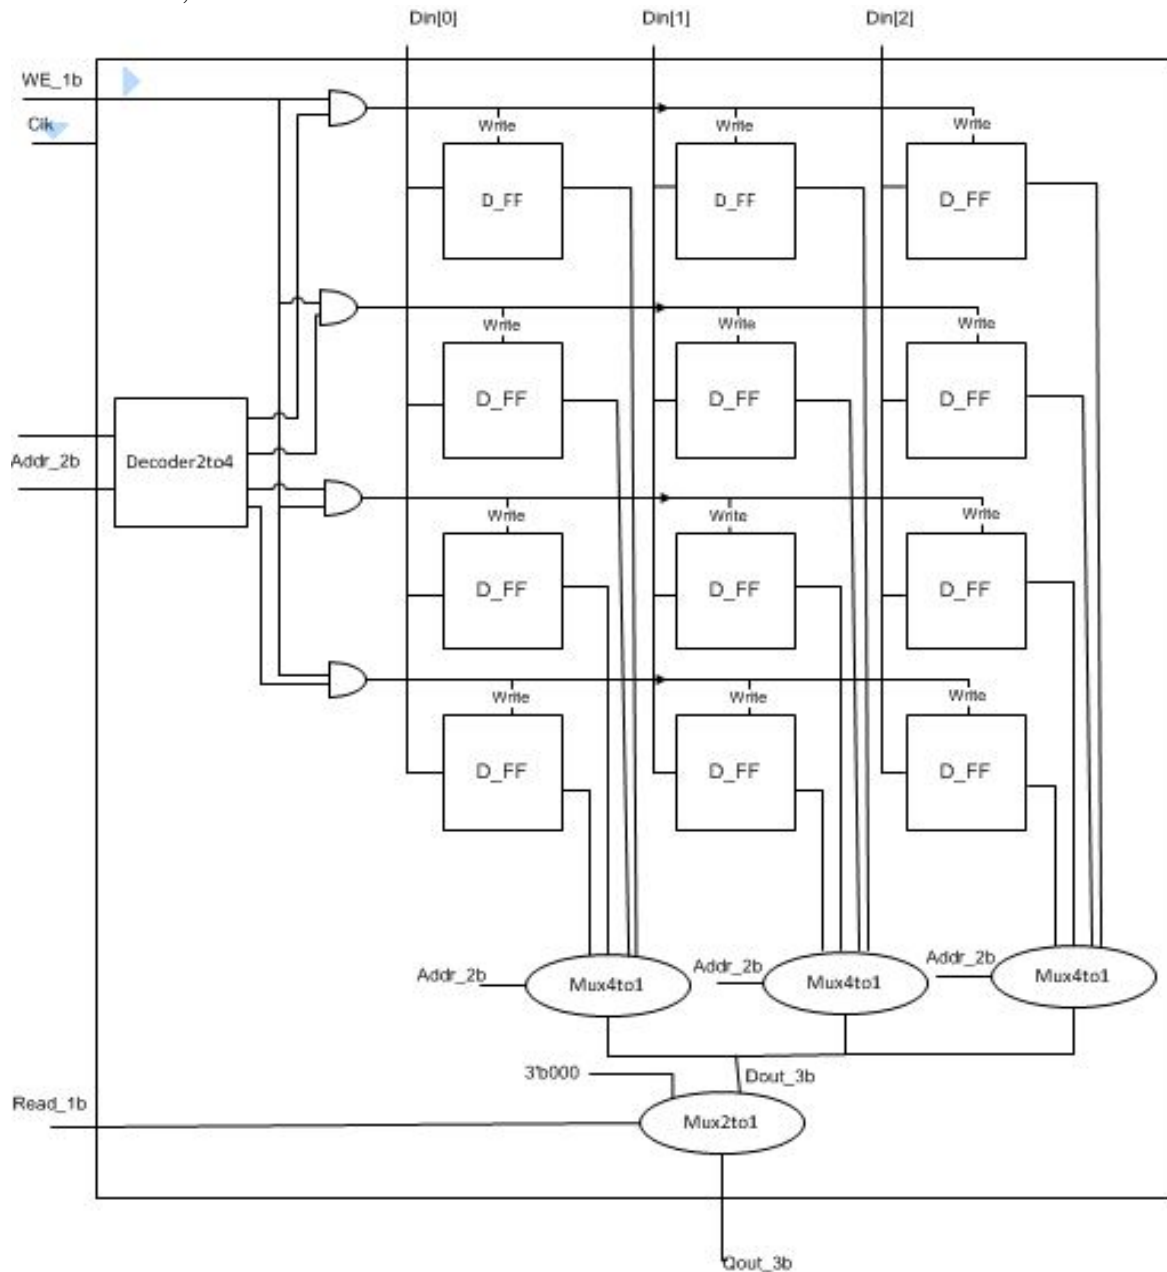 Din[0] Din[1] Din[2]
WE_1b
Clk
Write Write Write
D_FF D_FF D_FF
Write Write Write
D_FF D_FF D_FF
Addr_2b
Decoder2to4
Write Write Write
D_FF D_FF D_FF
Write Write Write
D_FF D_FF D_FF
Addr_2b Mux4to1 Addr_2b Mux4to1 Addr_2b Mux4to1
3'b000 Dout_3b
Read_1b
Mux2to1
Qout_3b